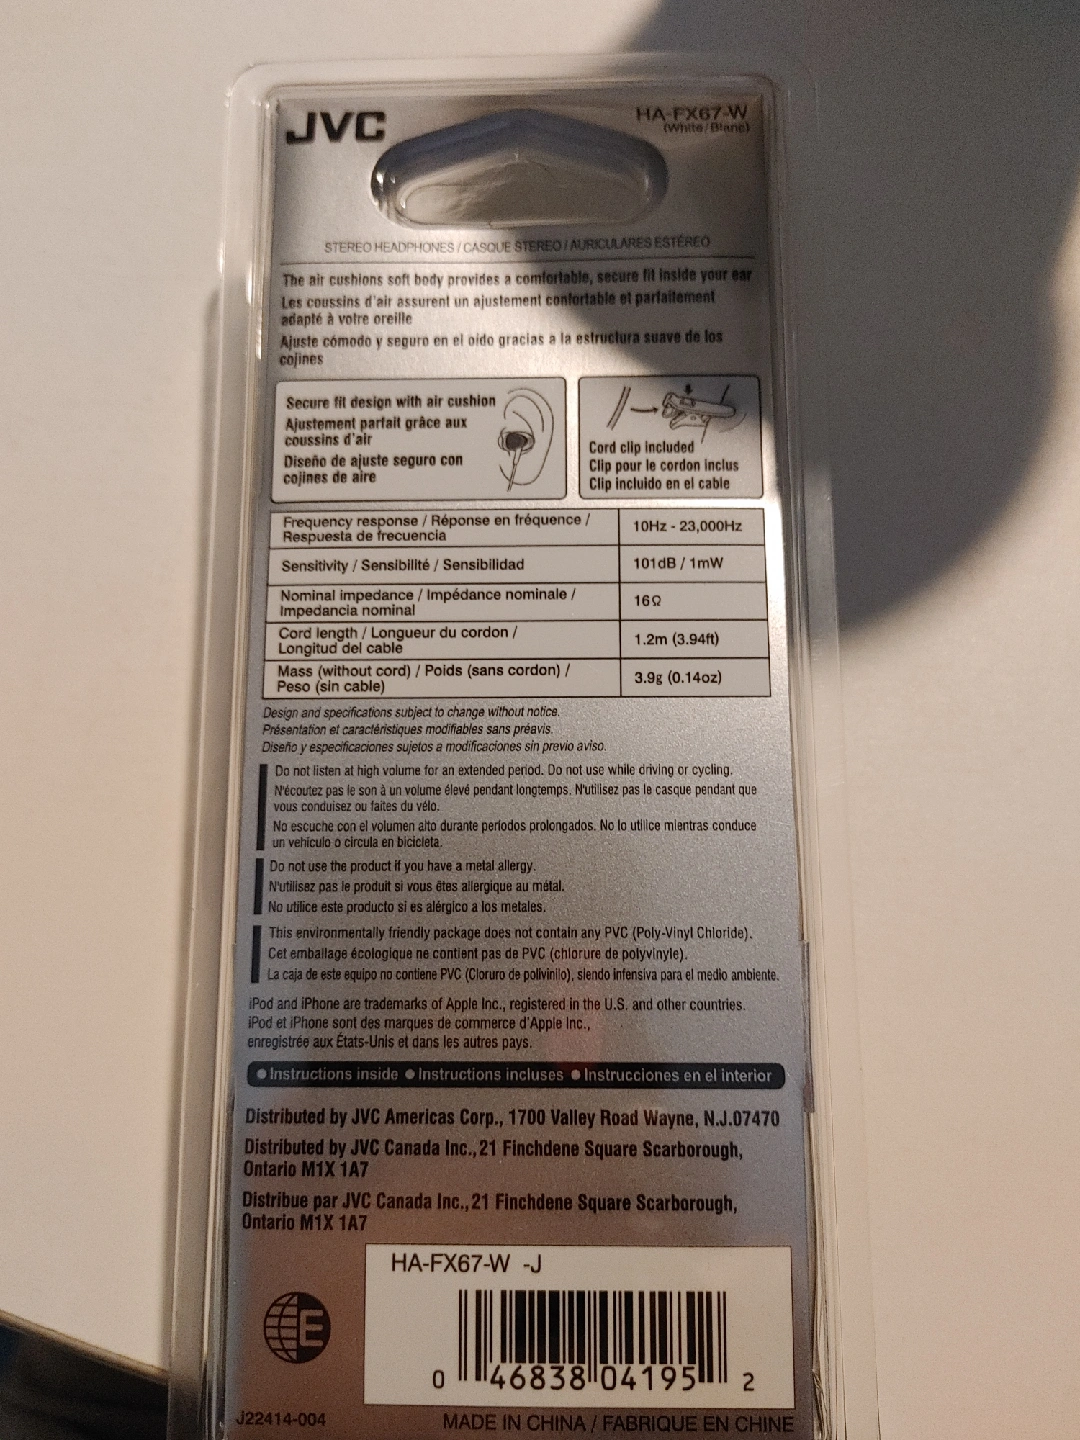 JVC
HA-FX67-W
(White/Blanc)
STEREO HEADPHONES / CASQUE STEREO / AURICULARES ESTÉREO
The air cushions soft body provides a comfortable, secure fit inside your ear
Les coussins d'air assurent un ajustement confortable et parfaitement
adapté à votre oreille
Ajuste cómodo y seguro en el oído gracias a la estructura suave de los
cojines
Secure fit design with air cushion
Ajustement parfait grâce aux
coussins d'air
Diseño de ajuste seguro con
cojines de aire
Cord clip included
Clip pour le cordon inclus
Clip incluido en el cable
Frequency response / Réponse en fréquence /
Respuesta de frecuencia
10Hz - 23,000Hz
Sensitivity / Sensibilité / Sensibilidad
101dB / 1mW
Nominal impedance / Impédance nominale /
Impedancia nominal
16Ω
Cord length / Longueur du cordon /
Longitud del cable
1.2m (3.94ft)
Mass (without cord) / Poids (sans cordon) /
Peso (sin cable)
3.9g (0.14oz)
Design and specifications subject to change without notice.
Présentation et caractéristiques modifiables sans préavis.
Diseño y especificaciones sujetos a modificaciones sin previo aviso.
Do not listen at high volume for an extended period. Do not use while driving or cycling.
N'écoutez pas le son à un volume élevé pendant longtemps. N'utilisez pas le casque pendant que
vous conduisez ou faites du vélo.
No escuche con el volumen alto durante períodos prolongados. No lo utilice mientras conduce
un vehículo o circula en bicicleta.
Do not use the product if you have a metal allergy.
N'utilisez pas le produit si vous êtes allergique au métal.
No utilice este producto si es alérgico a los metales.
This environmentally friendly package does not contain any PVC (Poly-Vinyl Chloride).
Cet emballage écologique ne contient pas de PVC (chlorure de polyvinyle).
La caja de este equipo no contiene PVC (Cloruro de polivinilo), siendo infensiva para el medio ambiente.
iPod and iPhone are trademarks of Apple Inc., registered in the U.S. and other countries.
iPod et iPhone sont des marques de commerce d'Apple Inc.,
enregistrée aux États-Unis et dans les autres pays.
● Instructions inside ● Instructions incluses ● Instrucciones en el interior
Distributed by JVC Americas Corp., 1700 Valley Road Wayne, N.J.07470
Distributed by JVC Canada Inc., 21 Finchdene Square Scarborough,
Ontario M1X 1A7
Distribue par JVC Canada Inc., 21 Finchdene Square Scarborough,
Ontario M1X 1A7
HA-FX67-W -J
E
0 46838 04195 2
J22414-004
MADE IN CHINA / FABRIQUE EN CHINE